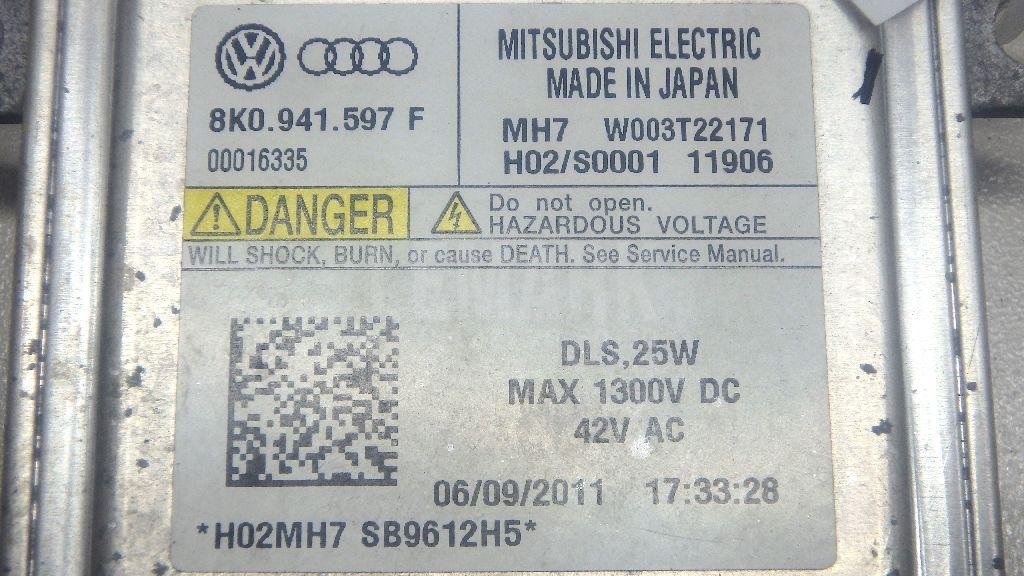 8K0.941.597 F
00016335
MITSUBISHI ELECTRIC
MADE IN JAPAN
MH7 W003T22171
H02/S0001 11906
DANGER
Do not open.
HAZARDOUS VOLTAGE
WILL SHOCK, BURN, or cause DEATH. See Service Manual.
DLS,25W
MAX 1300V DC
42V AC
06/09/2011 17:33:28
*H02MH7 SB9612H5*